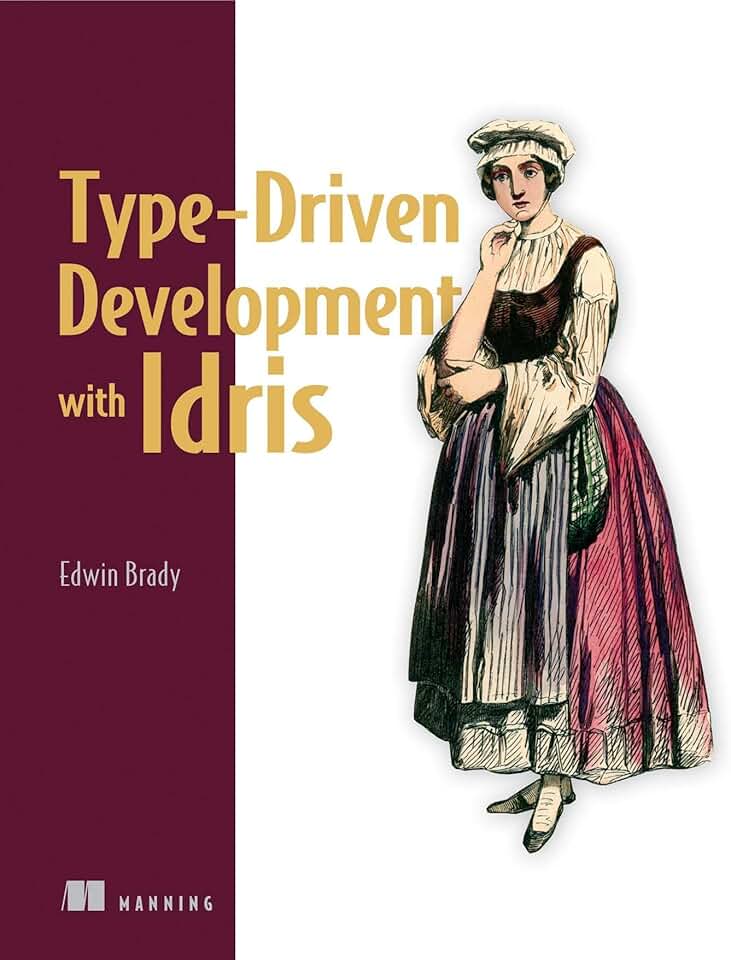 Type-Driven
Development
with Idris
Edwin Brady
MANNING